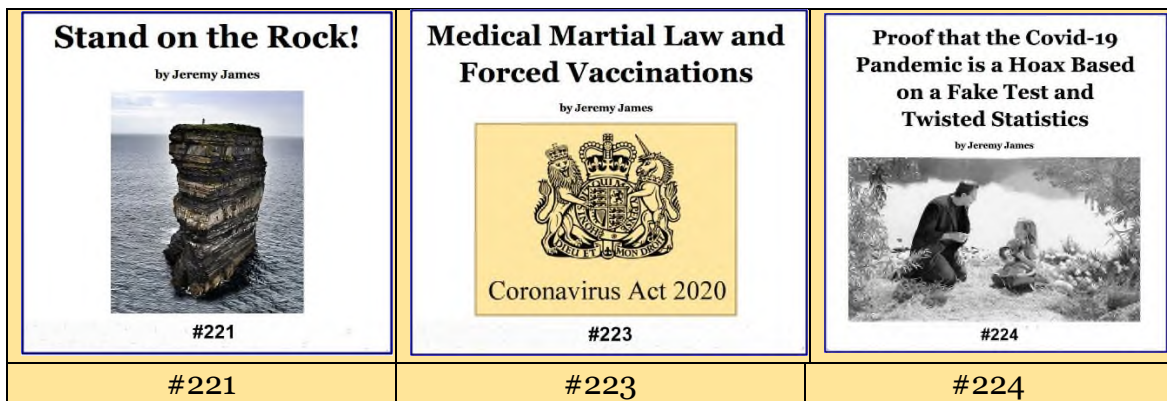 Stand on the Rock!
by Jeremy James
#221
Medical Martial Law and
Forced Vaccinations
by Jeremy James
DIEU ET MON DROIT
Coronavirus Act 2020
#223
Proof that the Covid-19
Pandemic is a Hoax Based
on a Fake Test and
Twisted Statistics
by Jeremy James
#224
#221
#223
#224